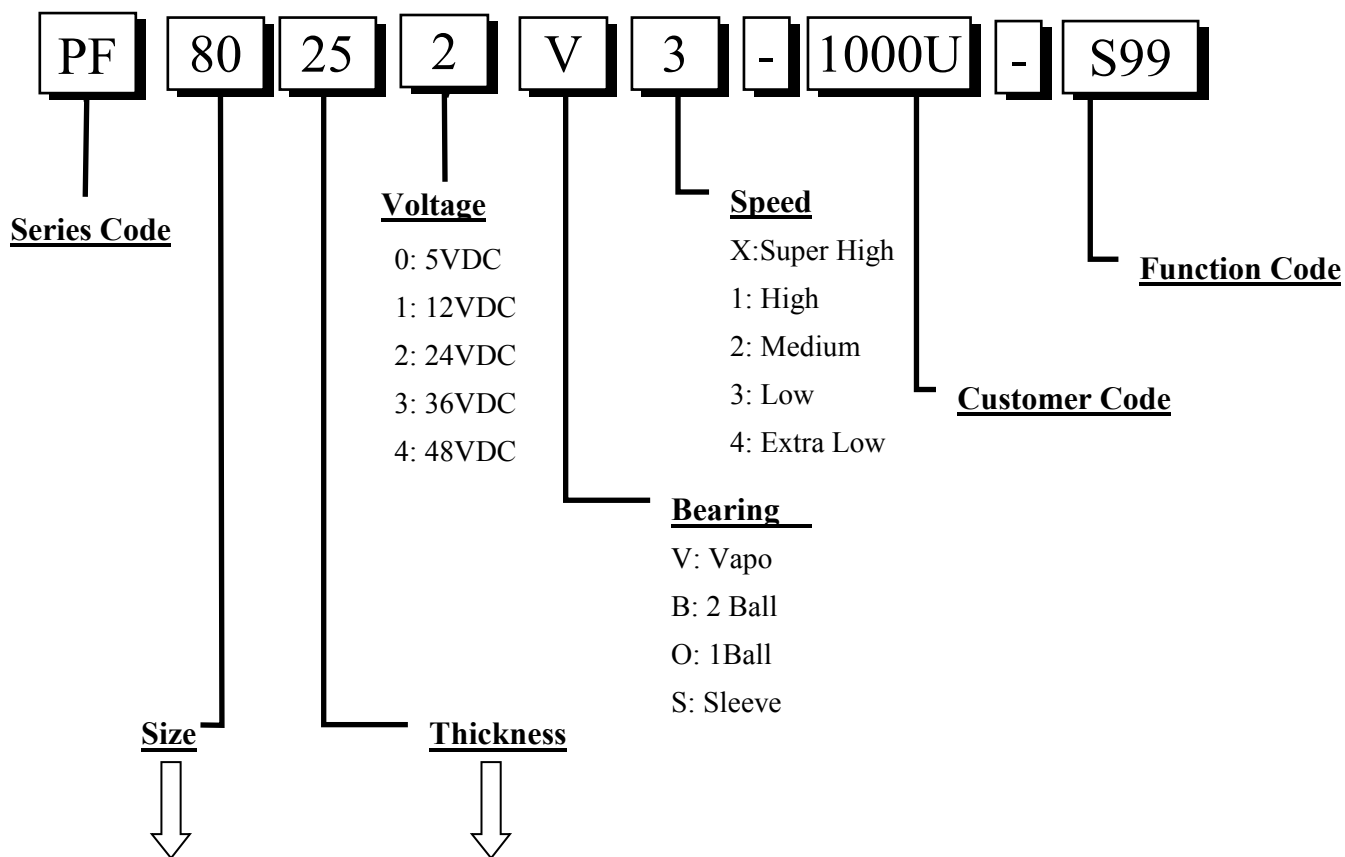 PF 80 25 2 V 3 - 1000U - S99
Series Code
Voltage
0: 5VDC
1: 12VDC
2: 24VDC
3: 36VDC
4: 48VDC
Speed
X:Super High
1: High
2: Medium
3: Low
4: Extra Low
Function Code
Customer Code
Bearing
V: Vapo
B: 2 Ball
O: 1Ball
S: Sleeve
Size
Thickness